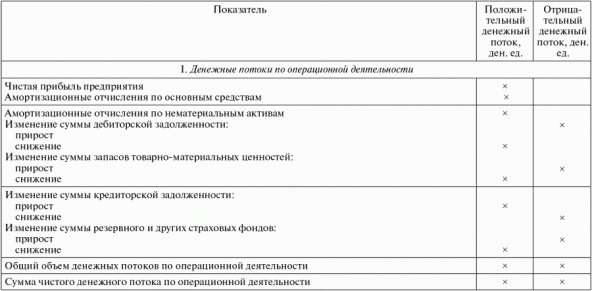 Показатель
Положи-
тельный
денежный
поток,
ден. ед.
Отрица-
тельный
денежный
поток, ден.
ед.
I. Денежные потоки по операционной деятельности
Чистая прибыль предприятия ×
Амортизационные отчисления по основным средствам ×
Амортизационные отчисления по нематериальным активам ×
Изменение суммы дебиторской задолженности: ×
прирост
снижение ×
Изменение суммы запасов товарно-материальных ценностей:
прирост ×
снижение ×
Изменение суммы кредиторской задолженности:
прирост ×
снижение ×
Изменение суммы резервного и других страховых фондов:
прирост ×
снижение ×
Общий объем денежных потоков по операционной деятельности × ×
Сумма чистого денежного потока по операционной деятельности × ×